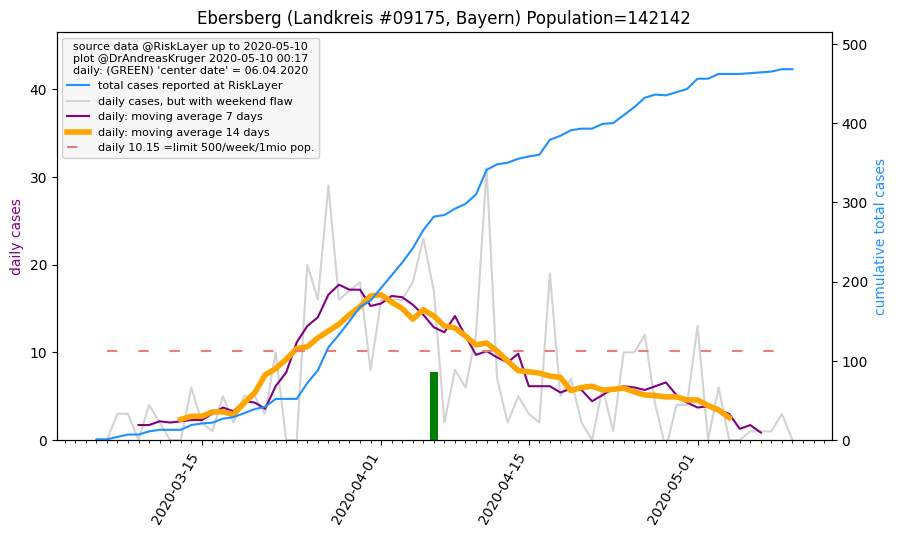 Ebersberg (Landkreis #09175, Bayern) Population=142142
source data @RiskLayer up to 2020-05-10
plot @DrAndreasKruger 2020-05-10 00:17
daily: (GREEN) 'center date' = 06.04.2020
total cases reported at RiskLayer
daily cases, but with weekend flaw
daily: moving average 7 days
daily: moving average 14 days
daily 10.15 =limit 500/week/1mio pop.
daily cases
40
30
20
10
0
cumulative total cases
500
400
300
200
100
0
2020-03-15
2020-04-01
2020-04-15
2020-05-01